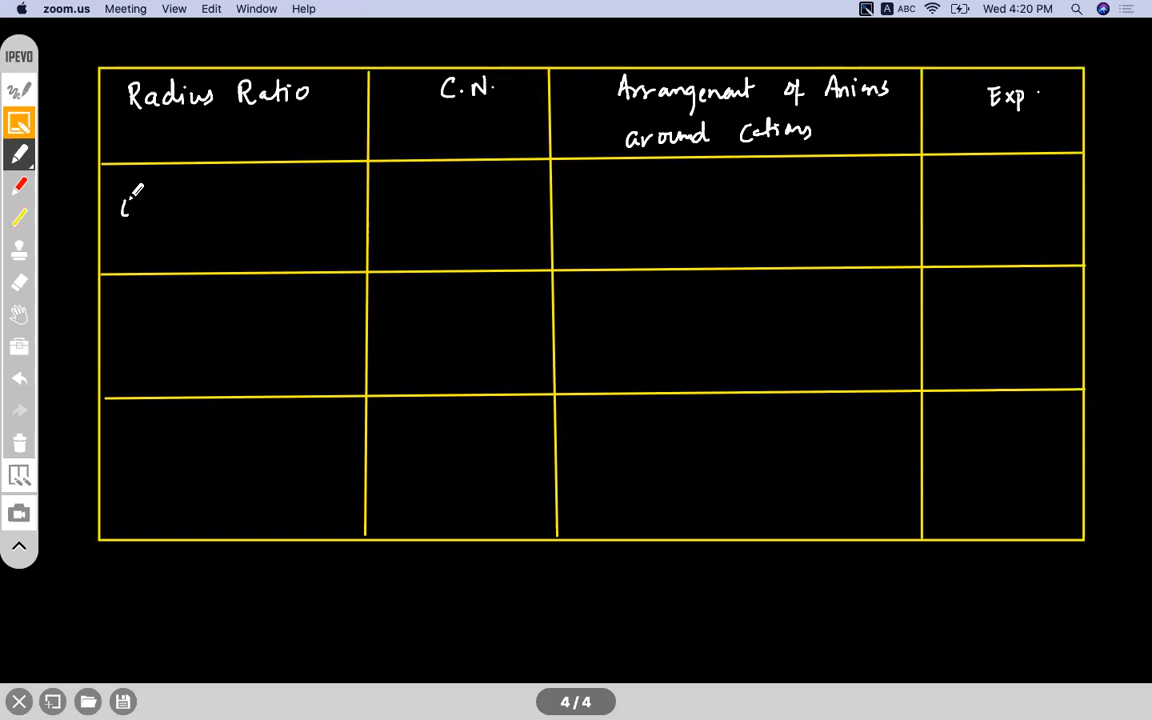 zoom.us Meeting View Edit Window Help A ABC Wed 4:20 PM
IPEVO
Radius Ratio C.N. Arrangement of Anions around Cations Exp.
4/4